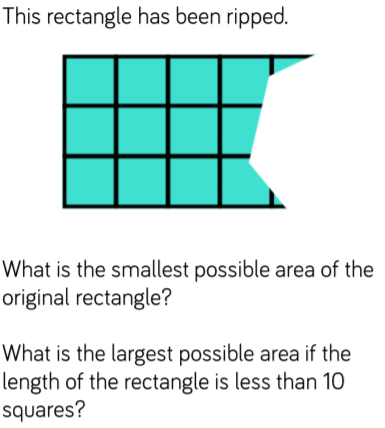 This rectangle has been ripped.
What is the smallest possible area of the
original rectangle?
What is the largest possible area if the
length of the rectangle is less than 10
squares?